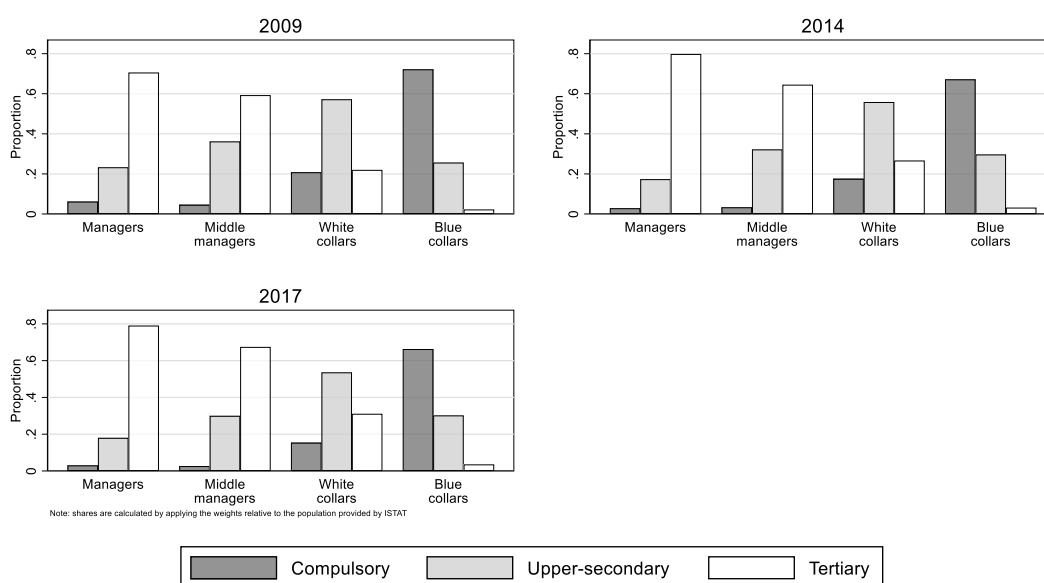 2009
2014
Proportion
0 .2 .4 .6 .8
Managers
Middle managers
White collars
Blue collars
Proportion
0 .2 .4 .6 .8
Managers
Middle managers
White collars
Blue collars
2017
Proportion
0 .2 .4 .6 .8
Managers
Middle managers
White collars
Blue collars
Note: shares are calculated by applying the weights relative to the population provided by ISTAT
Compulsory Upper-secondary Tertiary